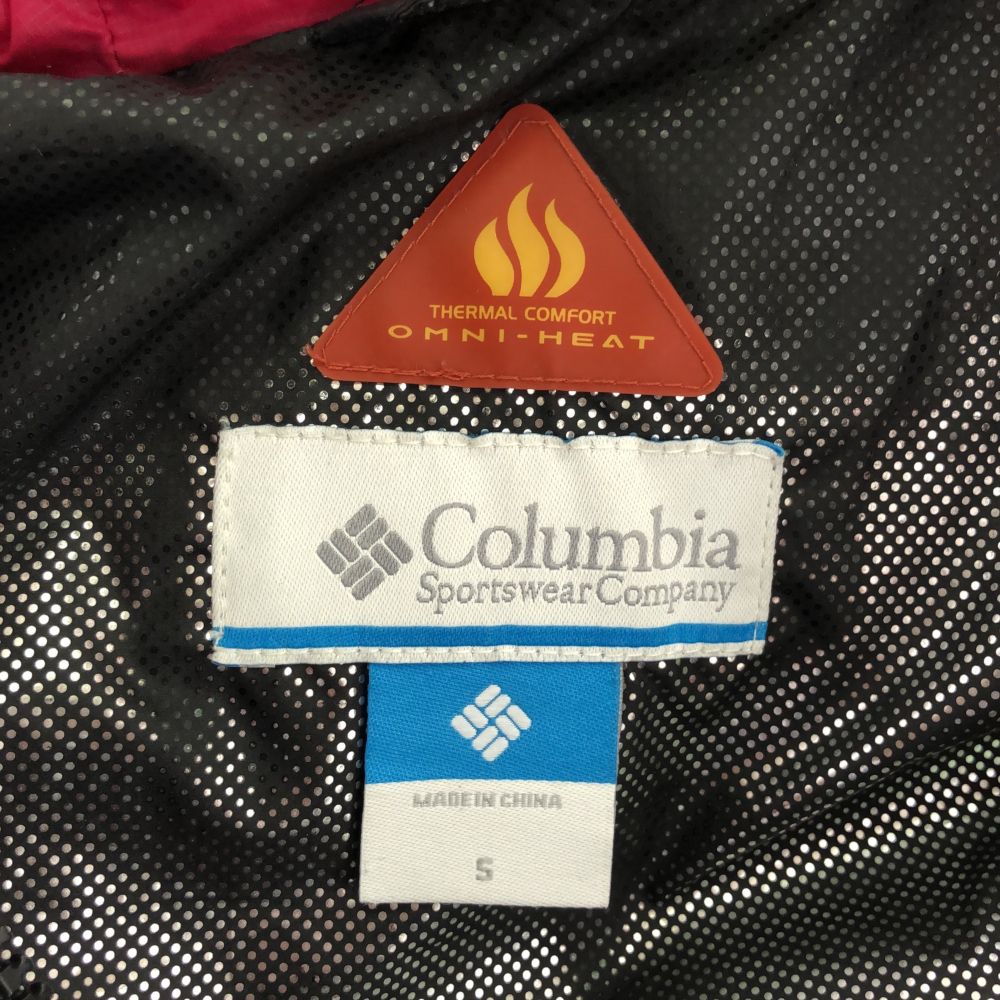 THERMAL COMFORT
OMNI-HEAT
Columbia
Sportswear Company
MADE IN CHINA
S